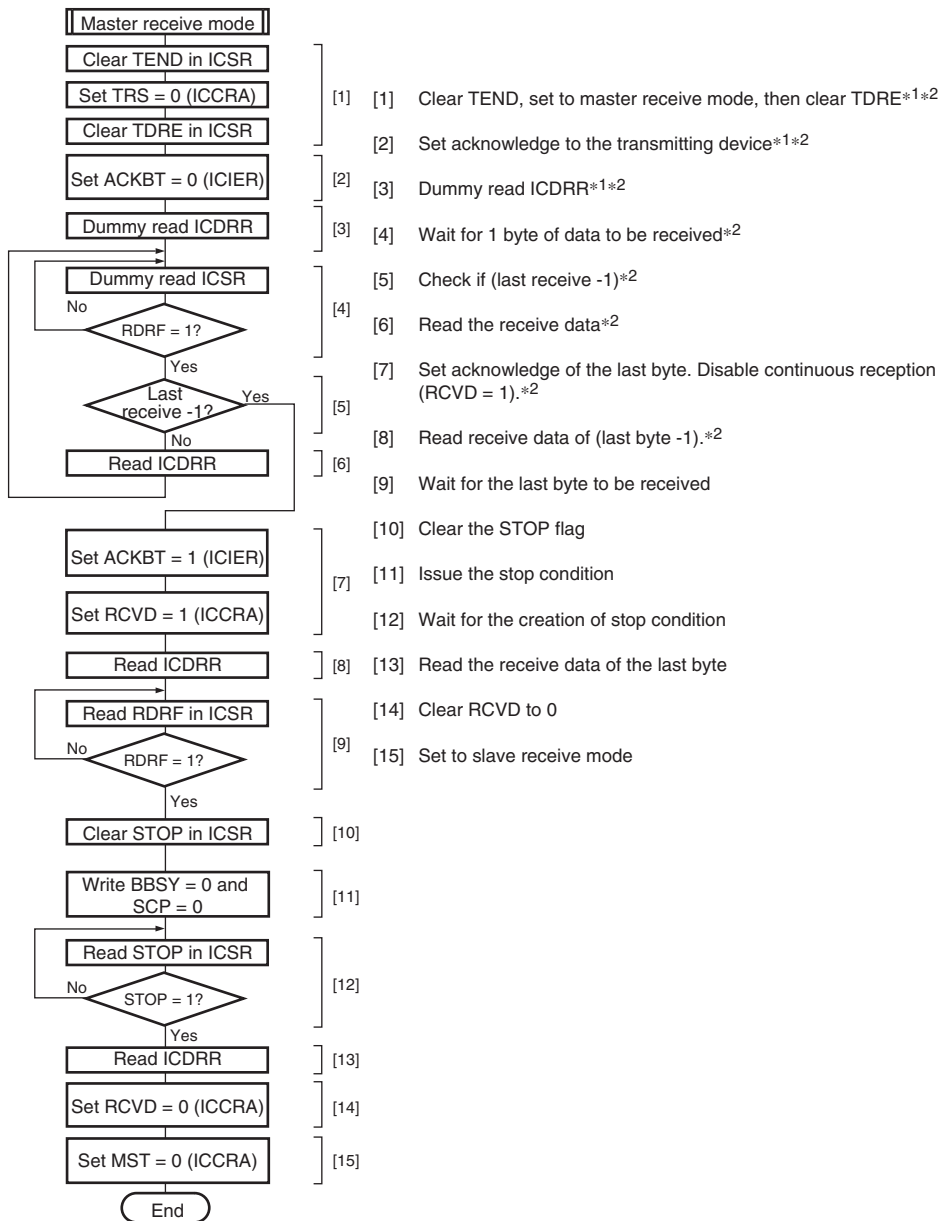 Master receive mode
Clear TEND in ICSR
Set TRS = 0 (ICCRA)
Clear TDRE in ICSR
[1]
Set ACKBT = 0 (ICIER)
[2]
Dummy read ICDRR
[3]
Dummy read ICSR
No
RDRF = 1?
[4]
Yes
Last
receive -1?
Yes
[5]
No
Read ICDRR
[6]
Set ACKBT = 1 (ICIER)
Set RCVD = 1 (ICCRA)
[7]
Read ICDRR
[8]
Read RDRF in ICSR
No
RDRF = 1?
[9]
Yes
Clear STOP in ICSR
[10]
Write BBSY = 0 and
SCP = 0
[11]
Read STOP in ICSR
No
STOP = 1?
[12]
Yes
Read ICDRR
[13]
Set RCVD = 0 (ICCRA)
[14]
Set MST = 0 (ICCRA)
[15]
End
[1] Clear TEND, set to master receive mode, then clear TDRE*1*2
[2] Set acknowledge to the transmitting device*1*2
[3] Dummy read ICDRR*1*2
[4] Wait for 1 byte of data to be received*2
[5] Check if (last receive -1)*2
[6] Read the receive data*2
[7] Set acknowledge of the last byte. Disable continuous reception
(RCVD = 1).*2
[8] Read receive data of (last byte -1).*2
[9] Wait for the last byte to be received
[10] Clear the STOP flag
[11] Issue the stop condition
[12] Wait for the creation of stop condition
[13] Read the receive data of the last byte
[14] Clear RCVD to 0
[15] Set to slave receive mode